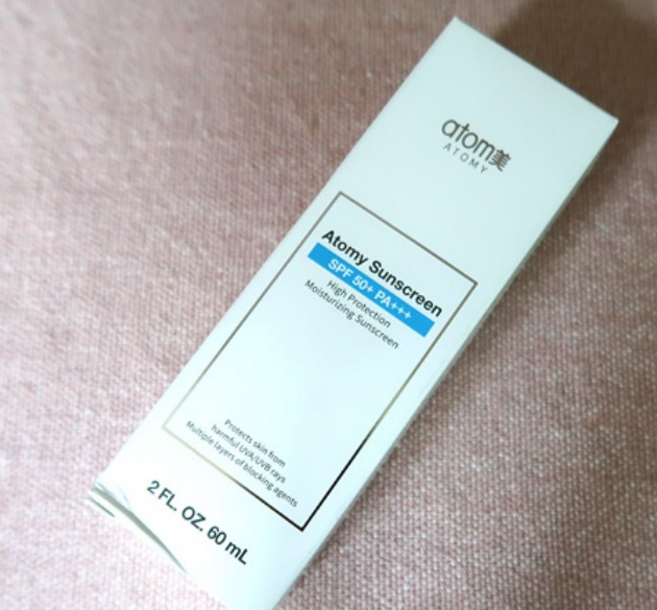 atom美
ATOMY
Atomy Sunscreen
SPF 50+ PA+++
High Protection
Moisturizing Sunscreen
Protects skin from
harmful UVA/UVB rays
Multiple layers of blocking agents
2 FL. OZ. 60 mL